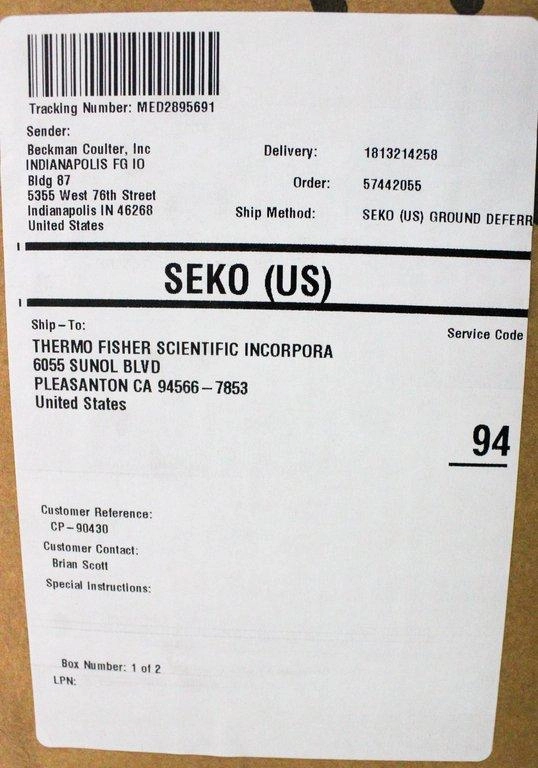 Tracking Number: MED2895691
Sender:
Beckman Coulter, Inc
INDIANAPOLIS FG IO
Bldg 87
5355 West 76th Street
Indianapolis IN 46268
United States
Delivery: 1813214258
Order: 57442055
Ship Method: SEKO (US) GROUND DEFERR
SEKO (US)
Ship-To:
THERMO FISHER SCIENTIFIC INCORPORA
6055 SUNOL BLVD
PLEASANTON CA 94566-7853
United States
Service Code
94
Customer Reference:
CP-90430
Customer Contact:
Brian Scott
Special Instructions:
Box Number: 1 of 2
LPN: